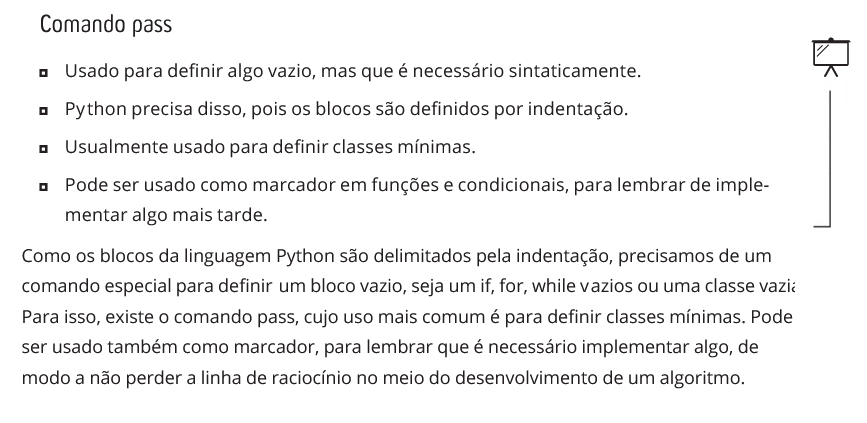 Comando pass
Usado para definir algo vazio, mas que é necessário sintaticamente.
Python precisa disso, pois os blocos são definidos por indentação.
Usualmente usado para definir classes mínimas.
Pode ser usado como marcador em funções e condicionais, para lembrar de imple-
mentar algo mais tarde.
Como os blocos da linguagem Python são delimitados pela indentação, precisamos de um
comando especial para definir um bloco vazio, seja um if, for, while vazios ou uma classe vazia
Para isso, existe o comando pass, cujo uso mais comum é para definir classes mínimas. Pode
ser usado também como marcador, para lembrar que é necessário implementar algo, de
modo a não perder a linha de raciocínio no meio do desenvolvimento de um algoritmo.